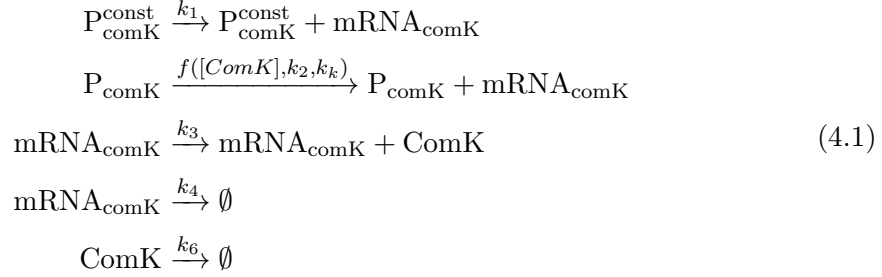 P_comK^const —k_1→ P_comK^const + mRNA_comK
P_comK —f([ComK],k_2,k_k)→ P_comK + mRNA_comK
mRNA_comK —k_3→ mRNA_comK + ComK (4.1)
mRNA_comK —k_4→ ∅
ComK —k_6→ ∅